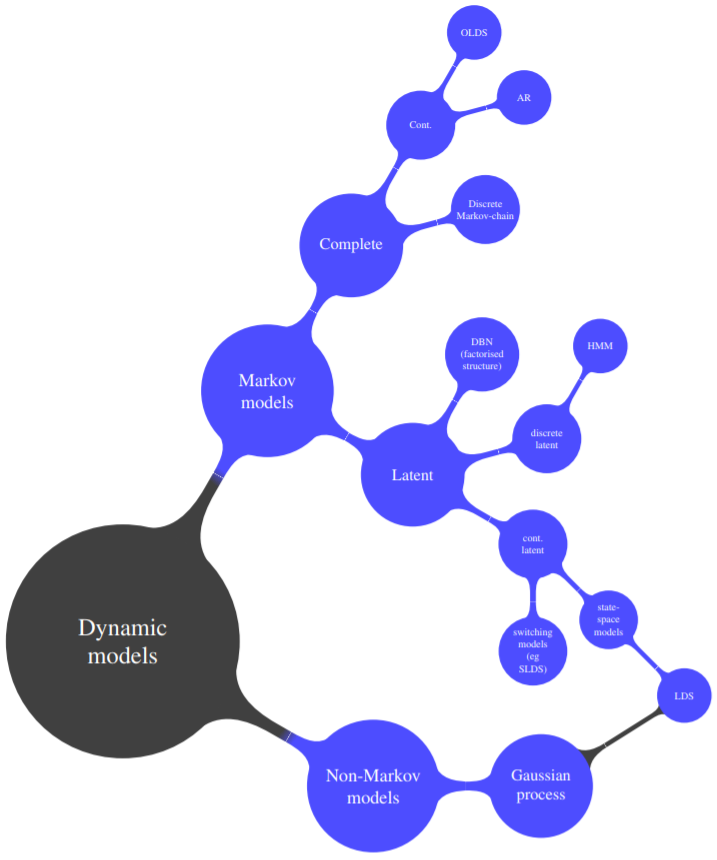 OLDS
AR
Cont.
Discrete
Markov-chain
Complete
DBN
(factorised
structure)
HMM
Markov
models
discrete
latent
Latent
cont.
latent
state-
space
models
switching
models
(eg
SLDS)
Dynamic
models
LDS
Non-Markov
models
Gaussian
process